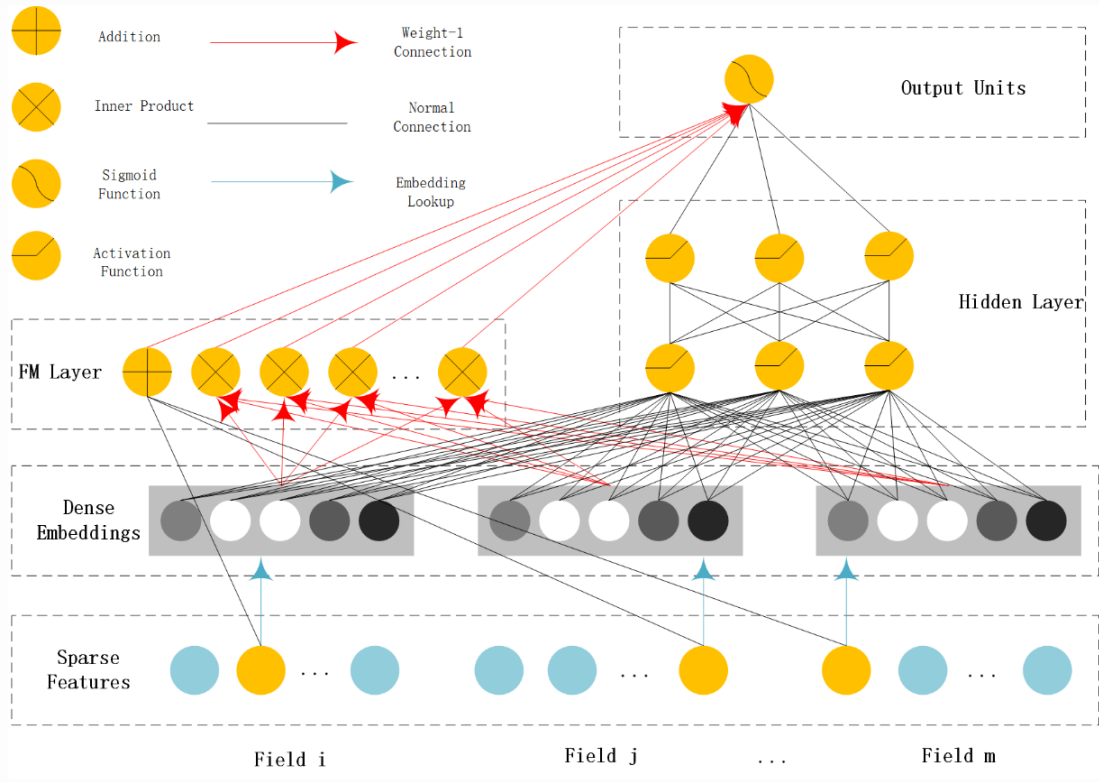 Addition
Weight-1
Connection
Inner Product
Normal
Connection
Sigmoid
Function
Embedding
Lookup
Activation
Function
Output Units
Hidden Layer
FM Layer
...
Dense
Embeddings
Sparse
Features
...
...
...
Field i
Field j
...
Field m